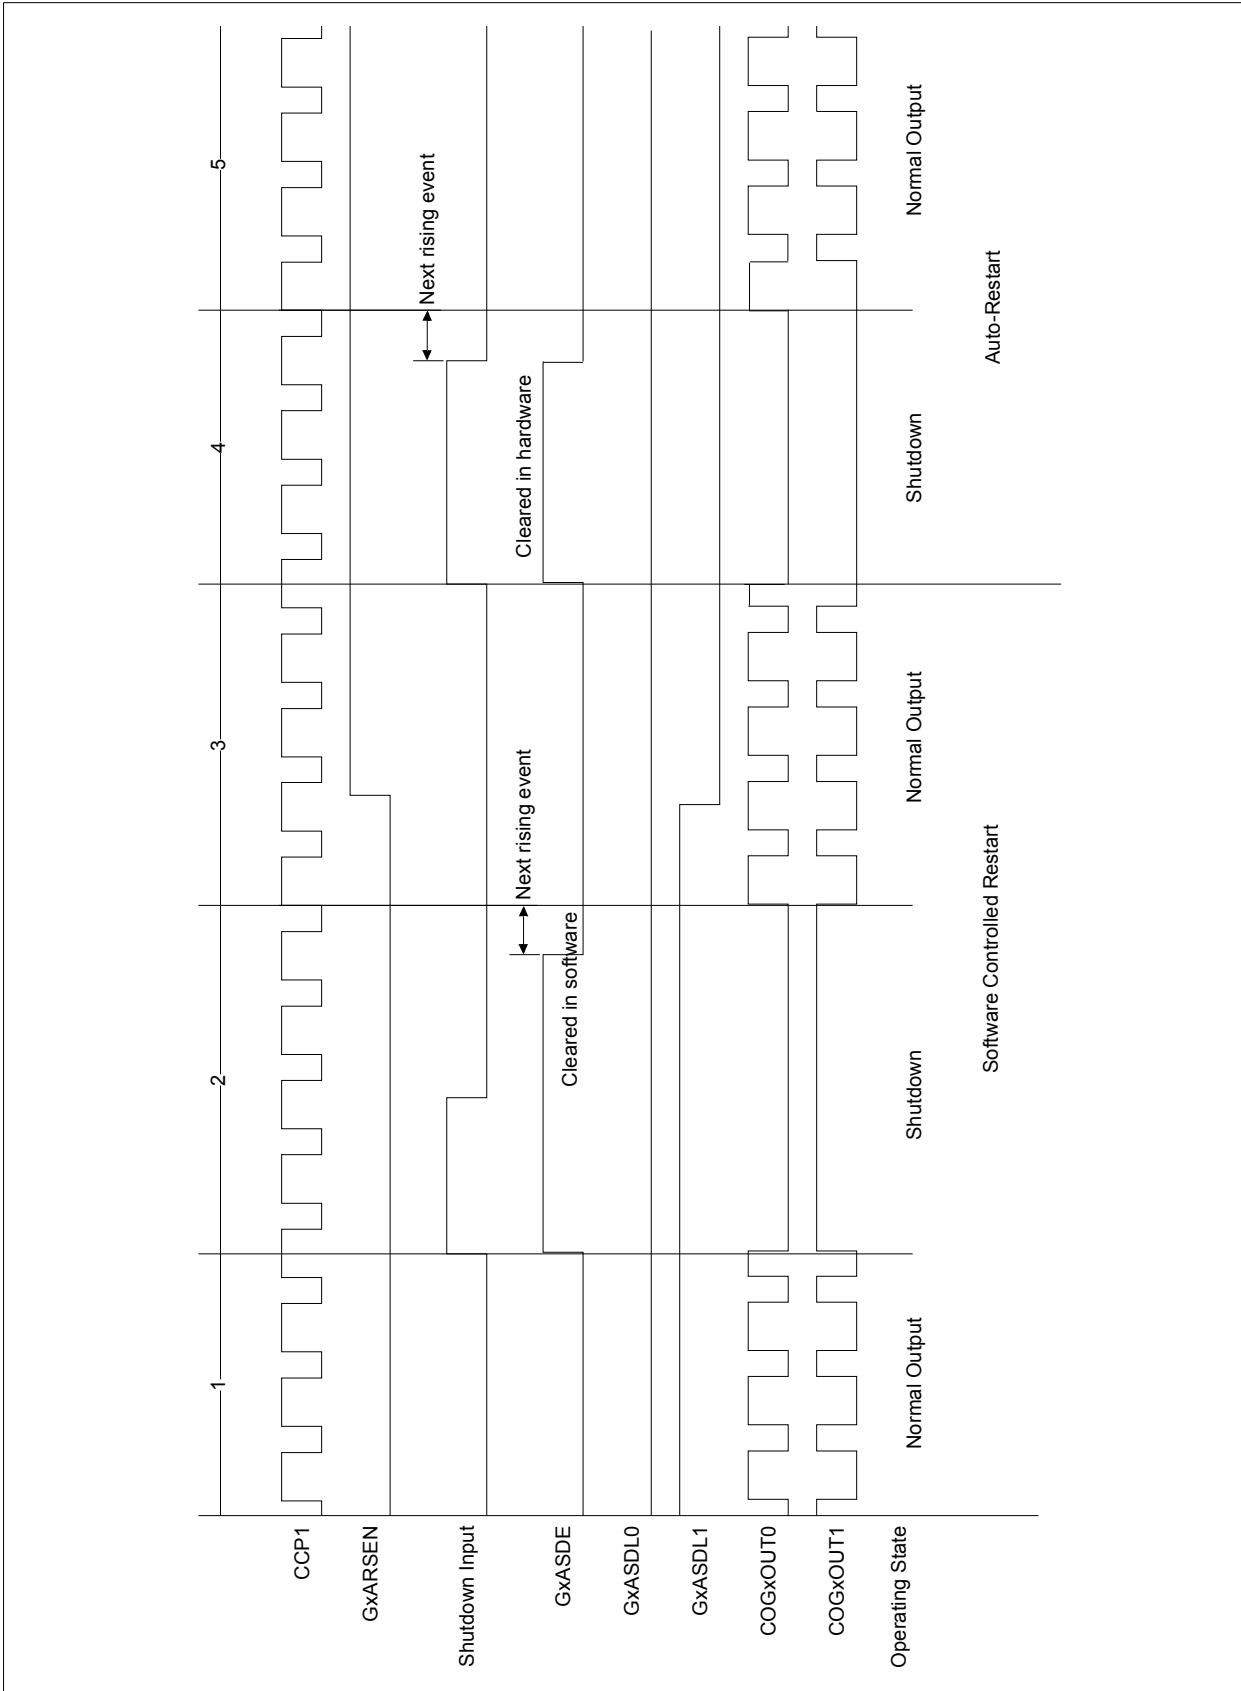 1
2
3
4
5
CCP1
GxARSEN
Next rising event
Shutdown Input
Next rising event
Cleared in hardware
Cleared in software
GxASDE
GxASDL0
GxASDL1
COGxOUT0
COGxOUT1
Operating State
Normal Output
Shutdown
Normal Output
Shutdown
Normal Output
Software Controlled Restart
Auto-Restart